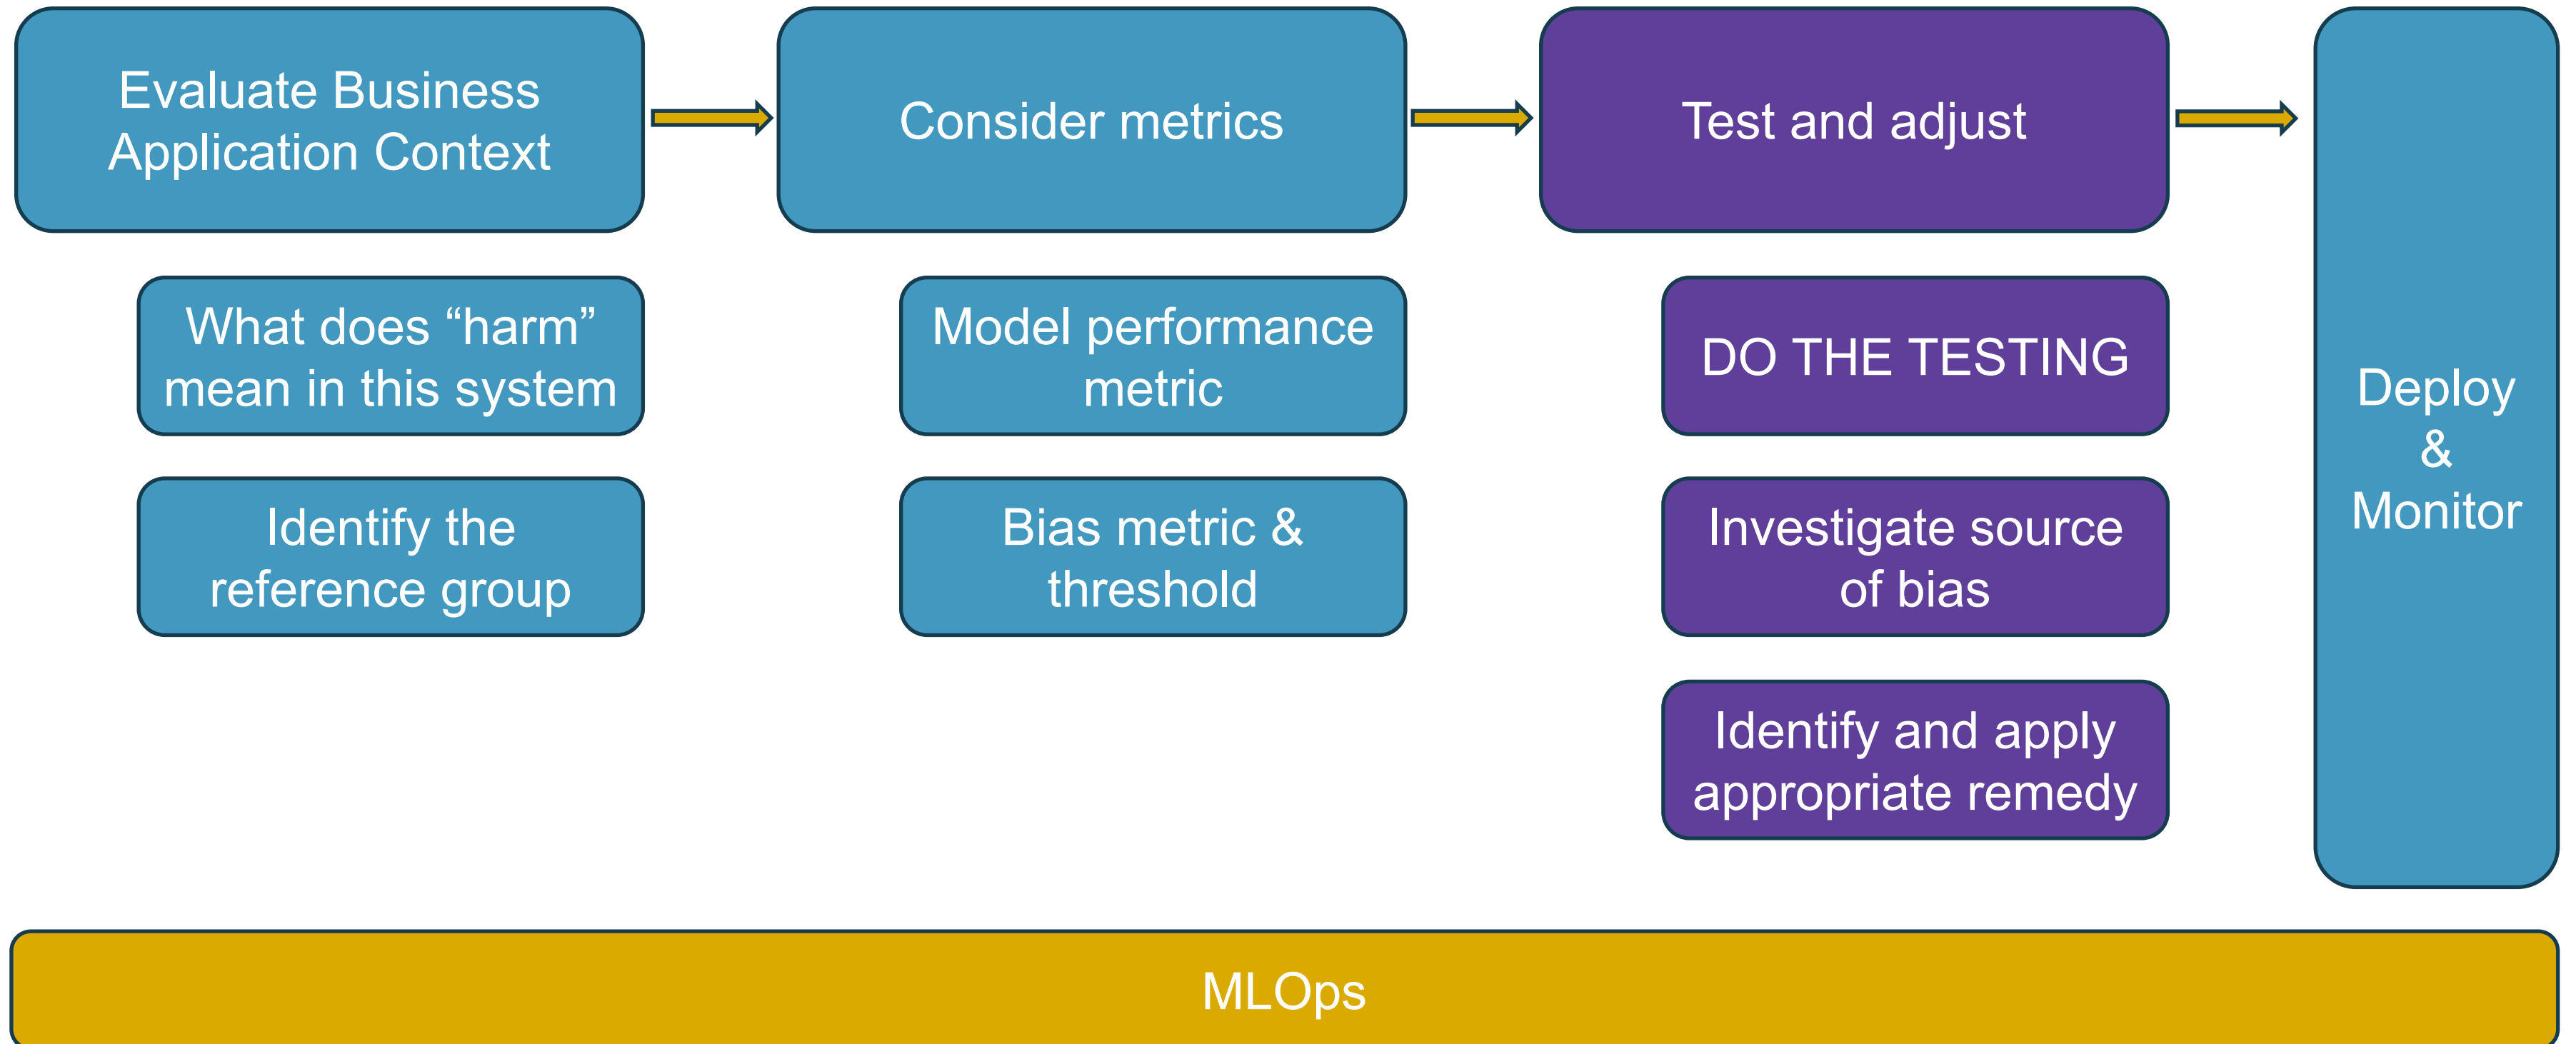 Evaluate Business
Application Context
What does “harm”
mean in this system
Identify the
reference group
Consider metrics
Model performance
metric
Bias metric &
threshold
Test and adjust
DO THE TESTING
Investigate source
of bias
Identify and apply
appropriate remedy
Deploy
&
Monitor
MLOps